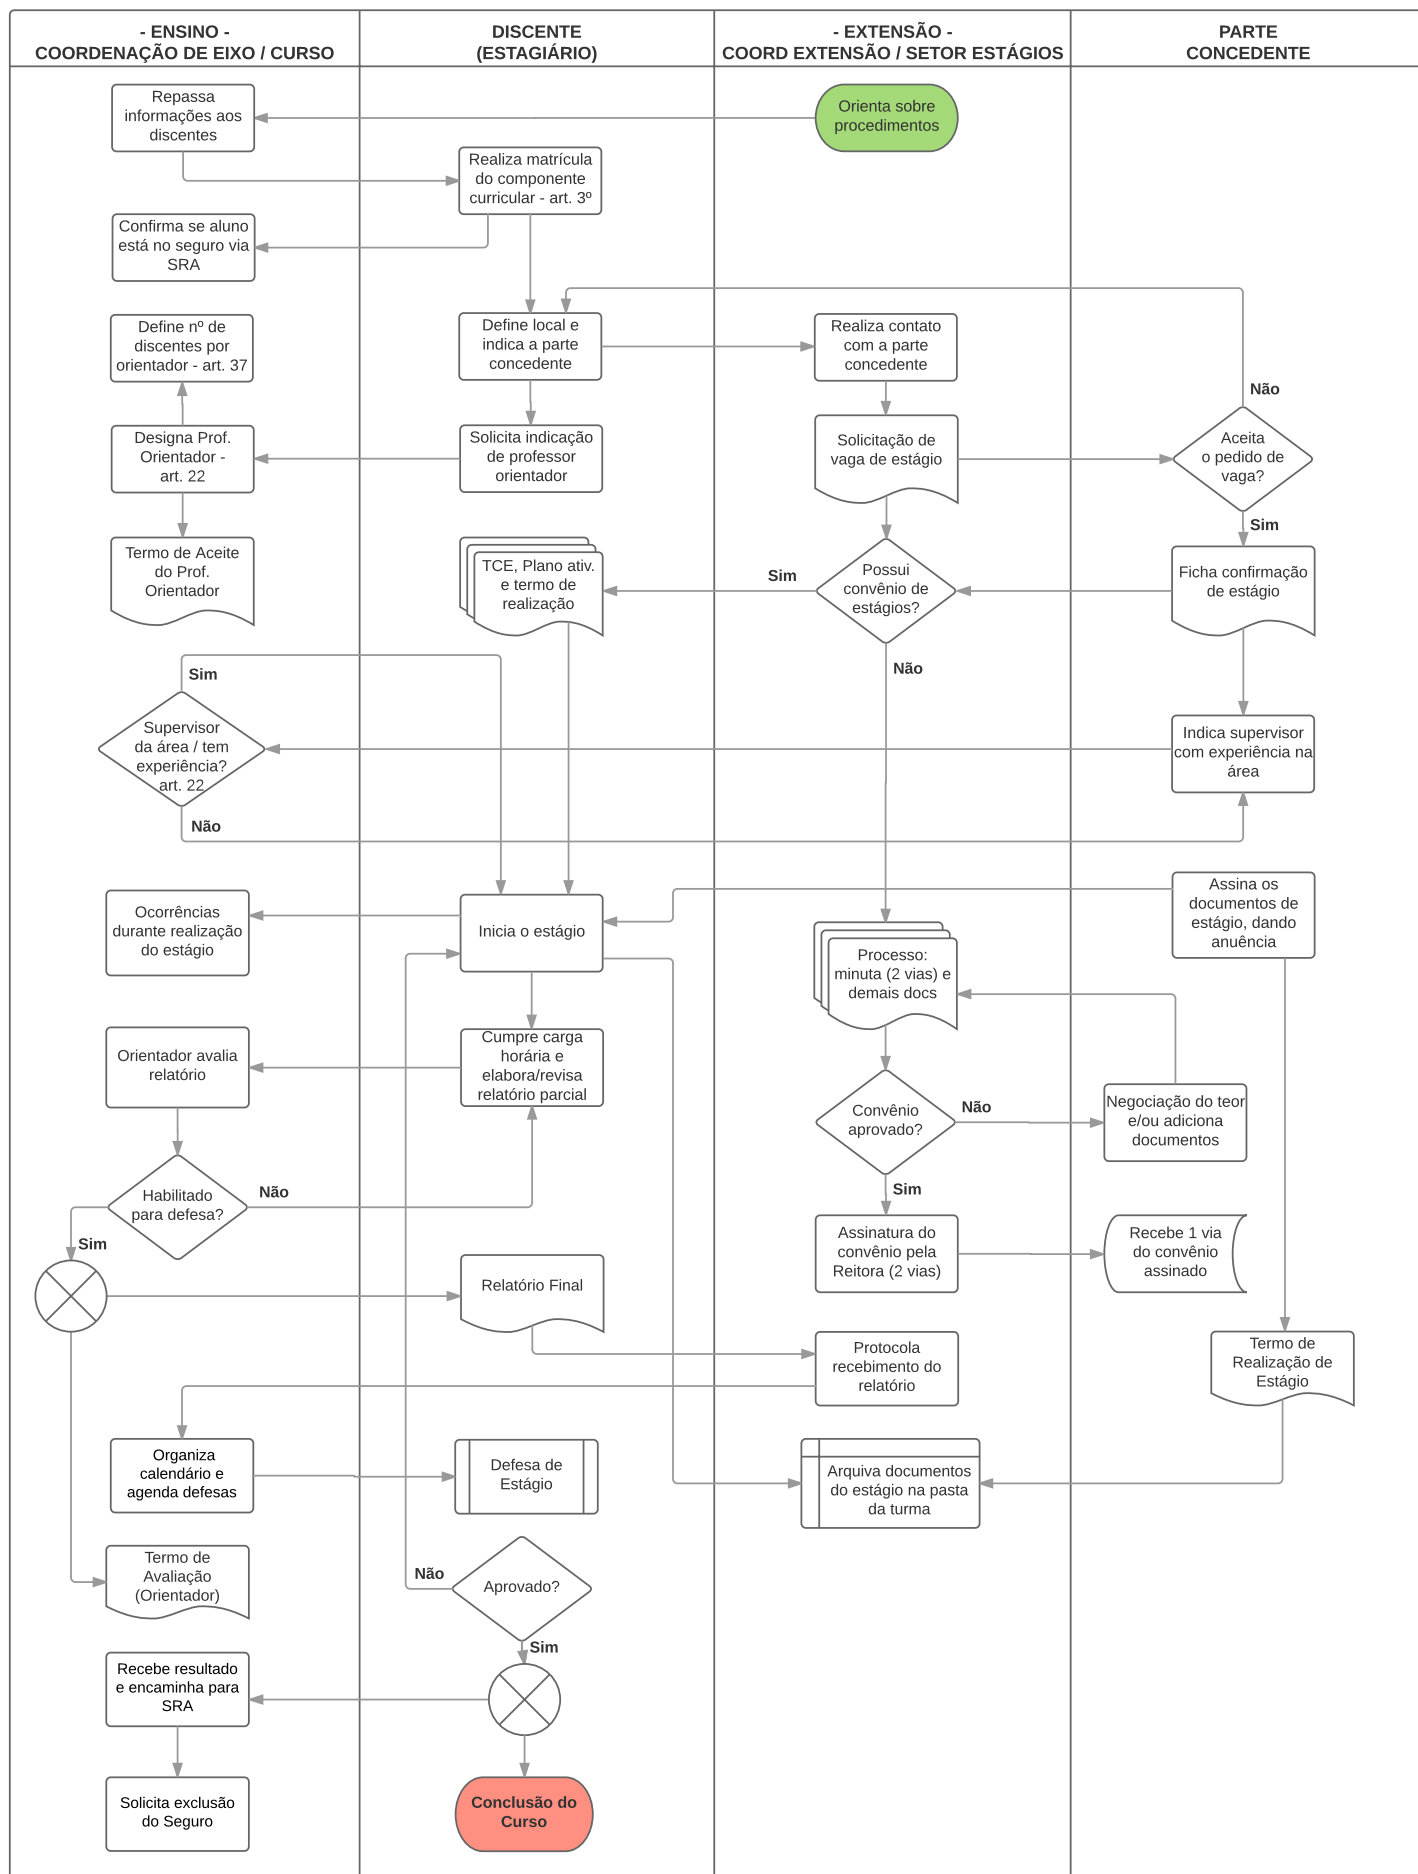 - ENSINO -
COORDENAÇÃO DE EIXO / CURSO
DISCENTE
(ESTAGIÁRIO)
- EXTENSÃO -
COORD EXTENSÃO / SETOR ESTÁGIOS
PARTE
CONCEDENTE
Repassa
informações aos
discentes
Orienta sobre
procedimentos
Realiza matrícula
do componente
curricular - art. 3º
Confirma se aluno
está no seguro via
SRA
Define nº de
discentes por
orientador - art. 37
Define local e
indica a parte
concedente
Realiza contato
com a parte
concedente
Não
Designa Prof.
Orientador -
art. 22
Solicita indicação
de professor
orientador
Solicitação de
vaga de estágio
Aceita
o pedido de
vaga?
Sim
Termo de Aceite
do Prof.
Orientador
TCE, Plano ativ.
e termo de
realização
Sim
Possui
convênio de
estágios?
Ficha confirmação
de estágio
Não
Sim
Supervisor
da área / tem
experiência?
art. 22
Indica supervisor
com experiência na
área
Não
Ocorrências
durante realização
do estágio
Inicia o estágio
Assina os
documentos de
estágio, dando
anuência
Processo:
minuta (2 vias) e
demais docs
Orientador avalia
relatório
Cumpre carga
horária e
elabora/revisa
relatório parcial
Convênio
aprovado?
Não
Negociação do teor
e/ou adiciona
documentos
Sim
Habilitado
para defesa?
Não
Sim
Assinatura do
convênio pela
Reitora (2 vias)
Recebe 1 via
do convênio
assinado
Relatório Final
Protocola
recebimento do
relatório
Termo de
Realização de
Estágio
Organiza
calendário e
agenda defesas
Defesa de
Estágio
Arquiva documentos
do estágio na pasta
da turma
Termo de
Avaliação
(Orientador)
Não
Aprovado?
Sim
Recebe resultado
e encaminha para
SRA
Solicita exclusão
do Seguro
Conclusão do
Curso